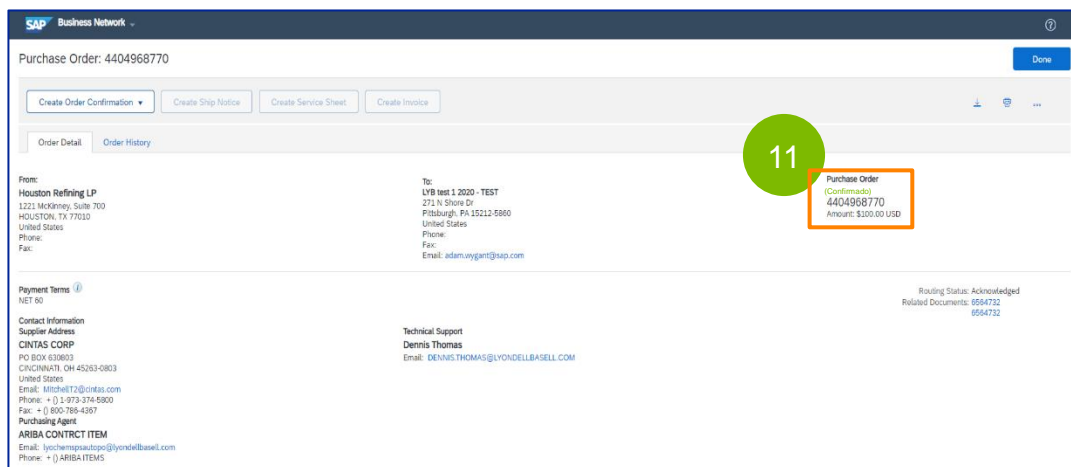 SAP Business Network
Purchase Order: 4404968770
Done
Create Order Confirmation
Create Ship Notice
Create Service Sheet
Create Invoice
Order Detail
Order History
11
From:
Houston Refining LP
1221 McKinney, Suite 700
HOUSTON, TX 77010
United States
Phone:
Fax:
To:
LYB test 1 2020 - TEST
271 N Shore Dr
Pittsburgh, PA 15212-5860
United States
Phone:
Fax:
Email: adam.wygant@sap.com
Purchase Order
(Confirmado)
4404968770
Amount: $100.00 USD
Payment Terms
NET 60
Routing Status: Acknowledged
Related Documents: 6564732
6564732
Contact Information
Supplier Address
CINTAS CORP
PO BOX 630803
CINCINNATI, OH 45263-0803
United States
Email: MitchellT2@cintas.com
Phone: + () 1-973-374-5800
Fax: + () 800-786-4367
Purchasing Agent
ARIBA CONTRCT ITEM
Email: lyochemspsautopo@lyondellbasell.com
Phone: + () ARIBA ITEMS
Technical Support
Dennis Thomas
Email: DENNIS.THOMAS@LYONDELLBASELL.COM